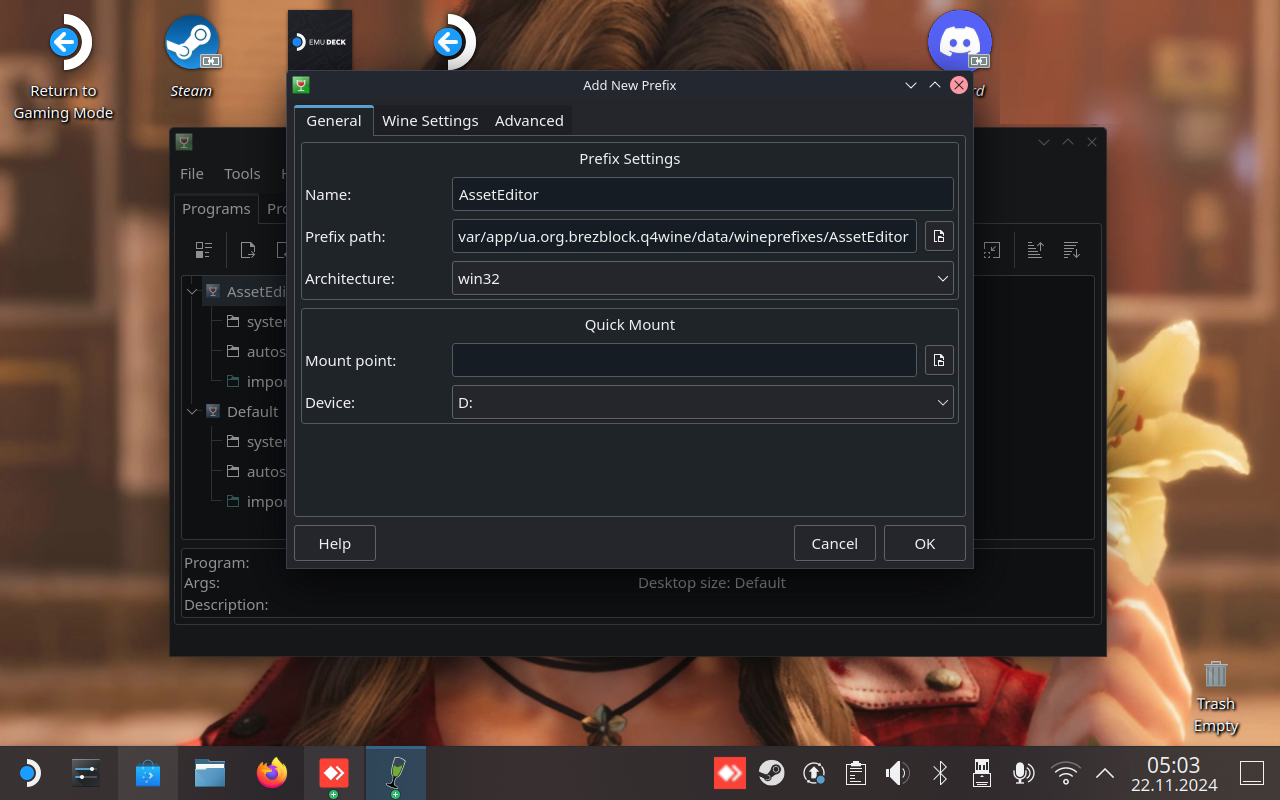 EMU DECK
Return to
Gaming Mode
Steam
rd
Add New Prefix
General Wine Settings Advanced
Prefix Settings
Name: AssetEditor
Prefix path: var/app/ua.org.brezblock.q4wine/data/wineprefixes/AssetEditor
Architecture: win32
Quick Mount
Mount point:
Device: D:
Help Cancel OK
File Tools H
Programs Pro
AssetEdi
syster
autos
impor
Default
syster
autos
impor
Program:
Args: Desktop size: Default
Description:
Trash
Empty
05:03
22.11.2024